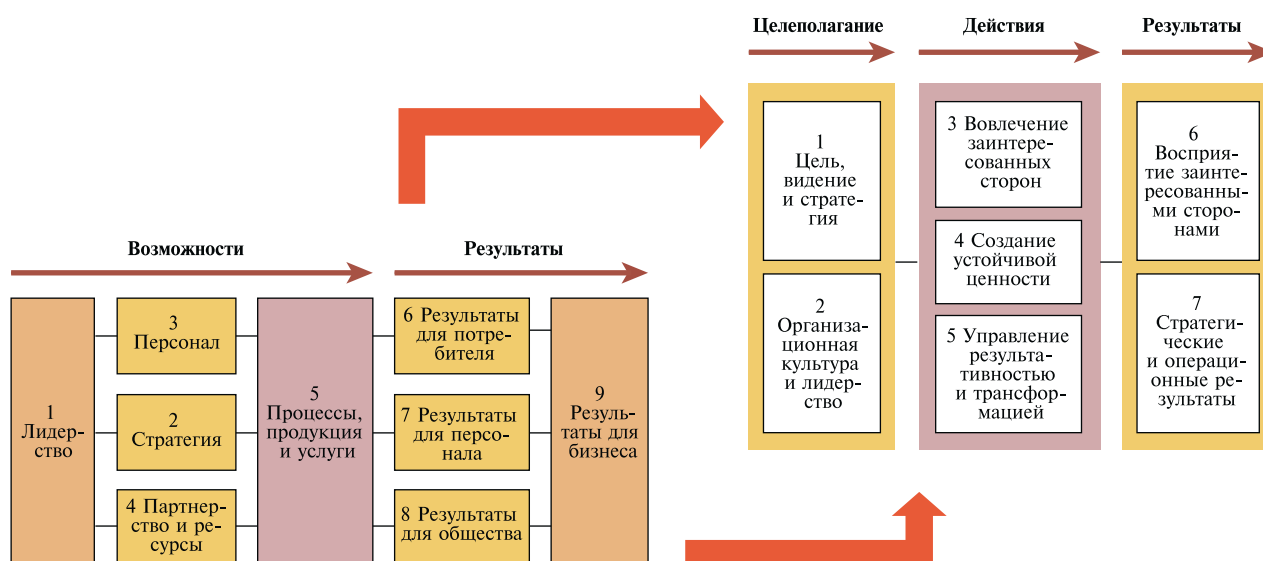 Целеполагание
Действия
Результаты
1
Цель,
видение
и страте-
гия
2
Организа-
ционная
культура
и лидер-
ство
3 Вовлечение
заинтере-
сованных
сторон
4 Создание
устойчивой
ценности
5 Управление
результа-
тивностью
и трансфор-
мацией
6
Восприя-
тие заинте-
ресованны-
ми сторо-
нами
7
Стратеги-
ческие
и операци-
онные ре-
зультаты
Возможности
Результаты
1
Лидер-
ство
3
Персонал
2
Стратегия
4 Партнер-
ство и ре-
сурсы
5
Процессы,
продукция
и услуги
6 Результаты
для потре-
бителя
7 Результаты
для персо-
нала
8 Результаты
для общества
9
Резуль-
таты для
бизнеса